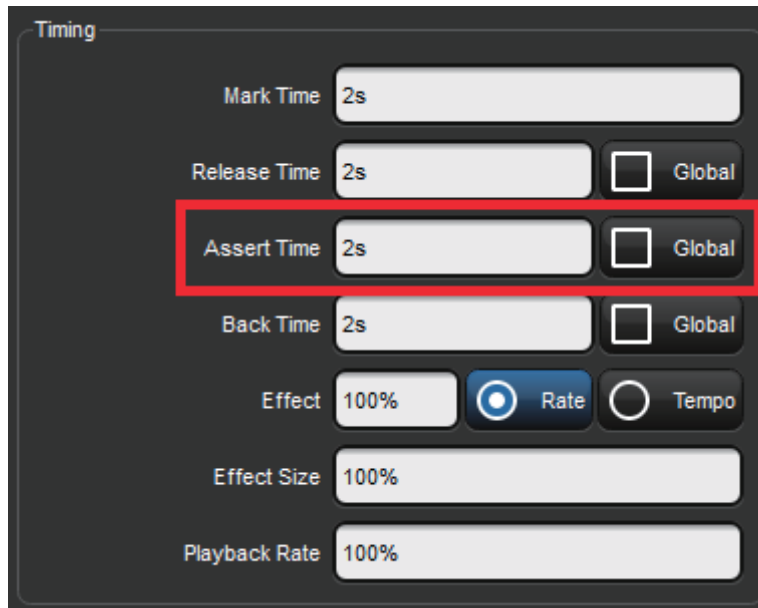 Timing
Mark Time 2s
Release Time 2s Global
Assert Time 2s Global
Back Time 2s Global
Effect 100% Rate Tempo
Effect Size 100%
Playback Rate 100%